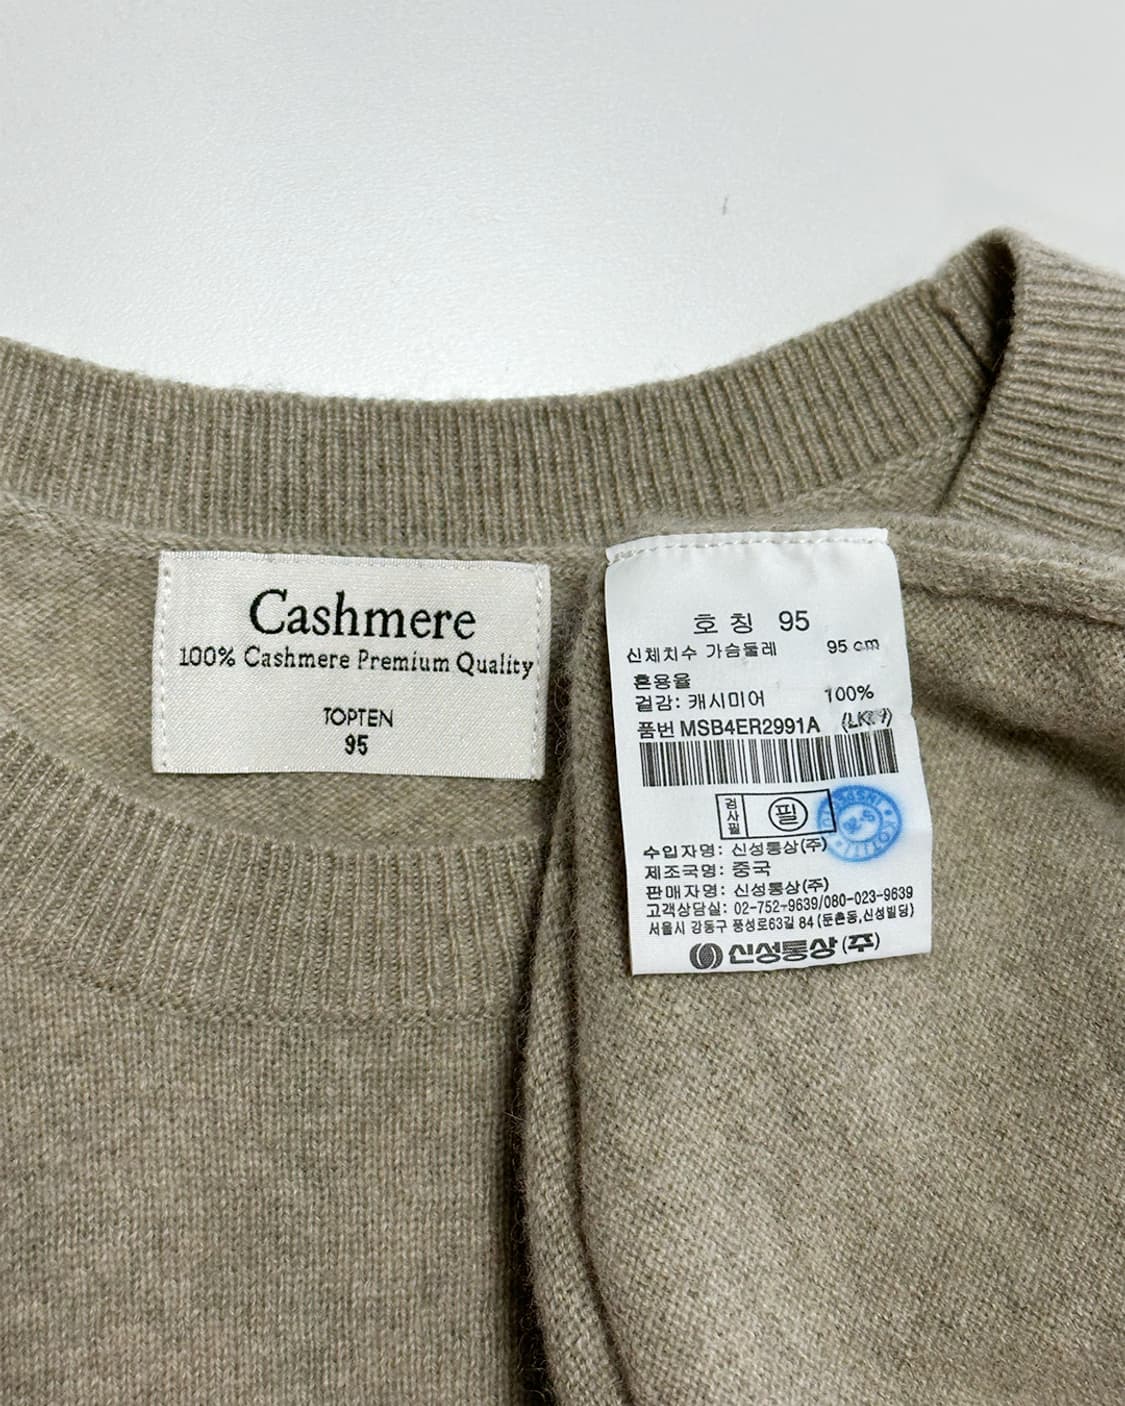 Cashmere
100% Cashmere Premium Quality
TOPTEN
95
호칭 95
신체치수 가슴둘레 95 cm
혼용율
겉감: 캐시미어 100%
품번 MSB4ER2991A
검사필 필
수입자명: 신성통상(주)
제조국명: 중국
판매자명: 신성통상(주)
고객상담실: 02-752-9639/080-023-9639
서울시 강동구 풍성로63길 84 (둔촌동,신성빌딩)
신성통상(주)